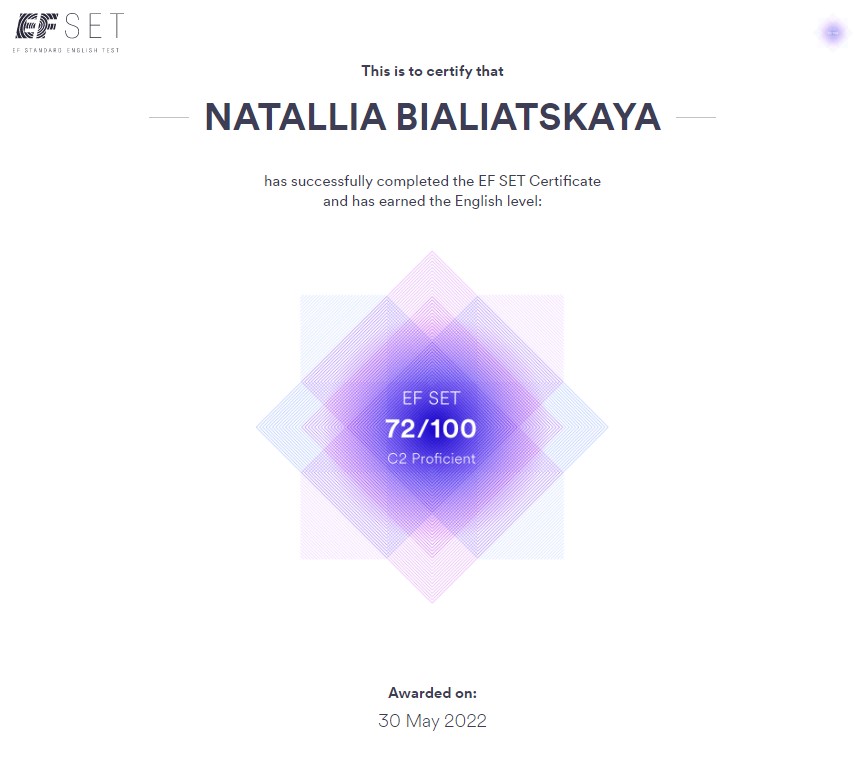 EF SET
EF STANDARD ENGLISH TEST
This is to certify that
NATALLIA BIALIATSKAYA
has successfully completed the EF SET Certificate
and has earned the English level:
EF SET
72/100
C2 Proficient
Awarded on:
30 May 2022